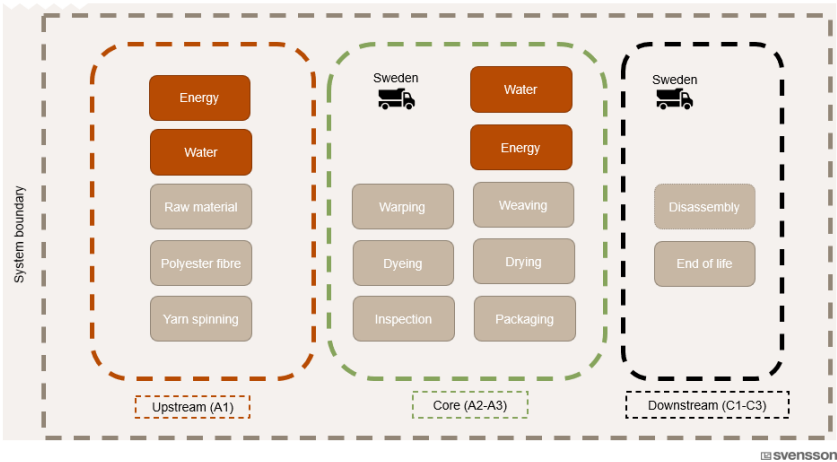 System boundary
Energy
Water
Raw material
Polyester fibre
Yarn spinning
Upstream (A1)
Sweden
Water
Energy
Warping
Weaving
Dyeing
Drying
Inspection
Packaging
Core (A2-A3)
Sweden
Disassembly
End of life
Downstream (C1-C3)
svensson